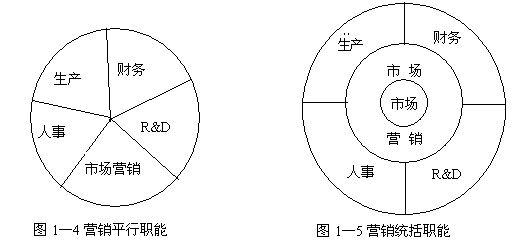 生产
财务
人事
R&D
市场营销
图 1—4 营销平行职能
生产
财务
市 场
市场
营 销
人事
R&D
图 1—5 营销统括职能